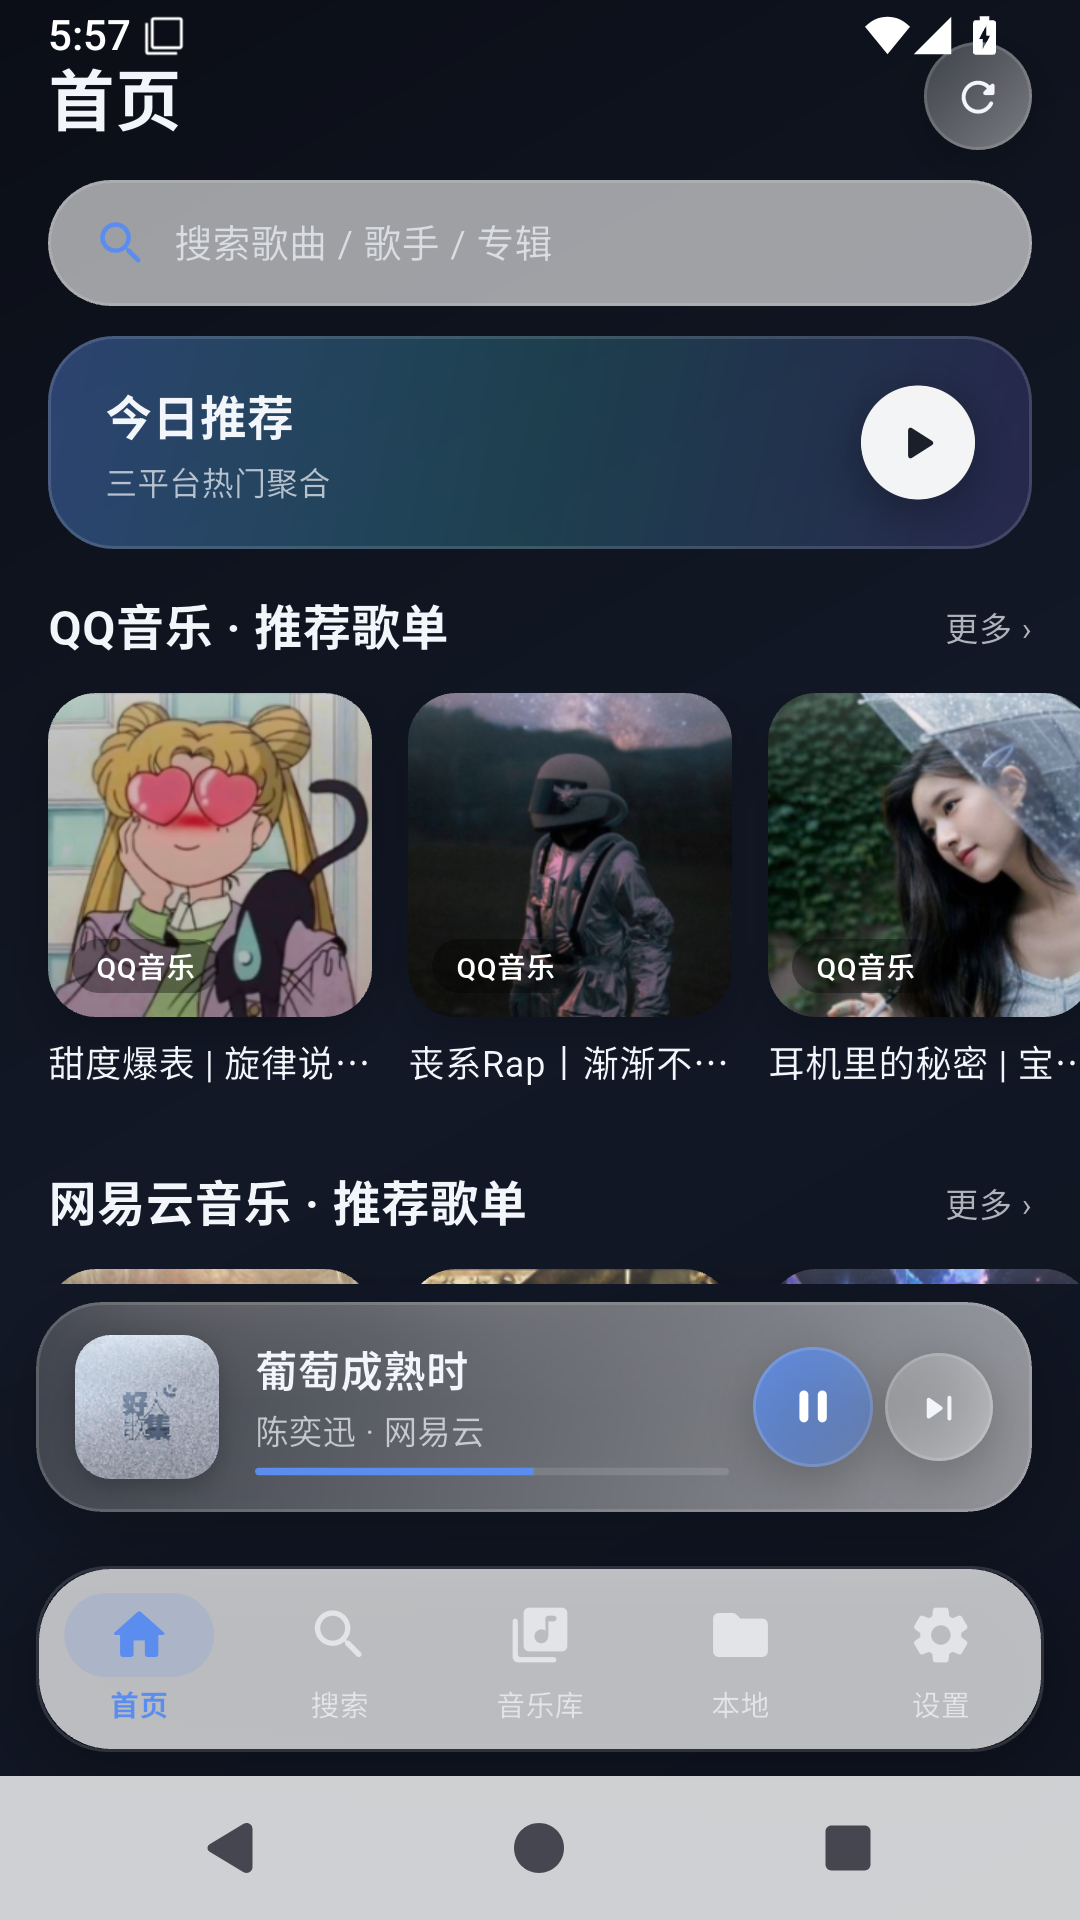 5:57
首页
搜索歌曲 / 歌手 / 专辑
今日推荐
三平台热门聚合
QQ音乐 · 推荐歌单
更多 ›
QQ音乐
QQ音乐
QQ音乐
甜度爆表 | 旋律说…
丧系Rap丨渐渐不…
耳机里的秘密 | 宝…
网易云音乐 · 推荐歌单
更多 ›
好人
歌集
葡萄成熟时
陈奕迅 · 网易云
首页
搜索
音乐库
本地
设置